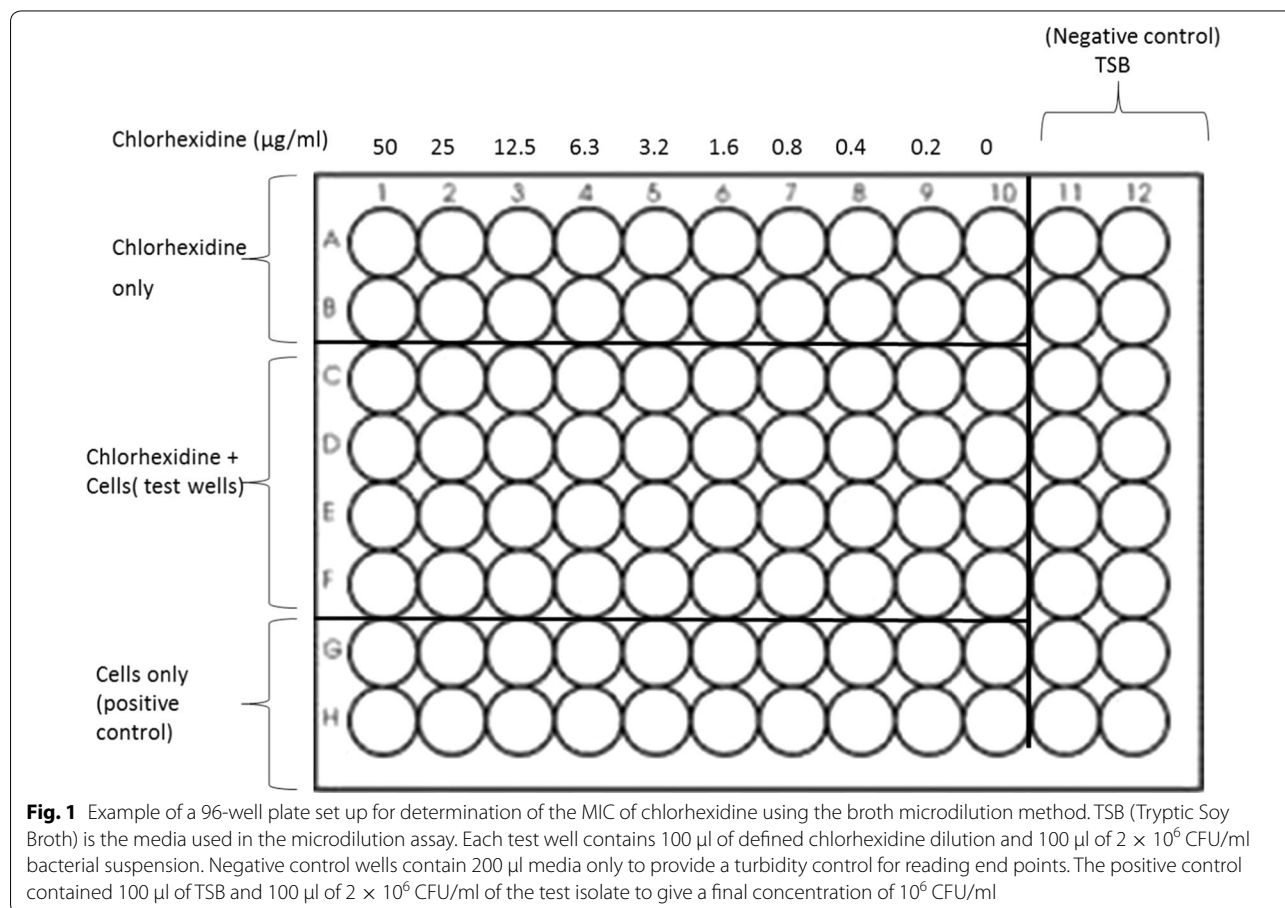 (Negative control)
TSB
Chlorhexidine (µg/ml) 50 25 12.5 6.3 3.2 1.6 0.8 0.4 0.2 0
1 2 3 4 5 6 7 8 9 10 11 12
Chlorhexidine
only
A
B
Chlorhexidine +
Cells( test wells)
C
D
E
F
Cells only
(positive
control)
G
H
Fig. 1 Example of a 96-well plate set up for determination of the MIC of chlorhexidine using the broth microdilution method. TSB (Tryptic Soy
Broth) is the media used in the microdilution assay. Each test well contains 100 µl of defined chlorhexidine dilution and 100 µl of 2 × 10⁶ CFU/ml
bacterial suspension. Negative control wells contain 200 µl media only to provide a turbidity control for reading end points. The positive control
contained 100 µl of TSB and 100 µl of 2 × 10⁶ CFU/ml of the test isolate to give a final concentration of 10⁶ CFU/ml